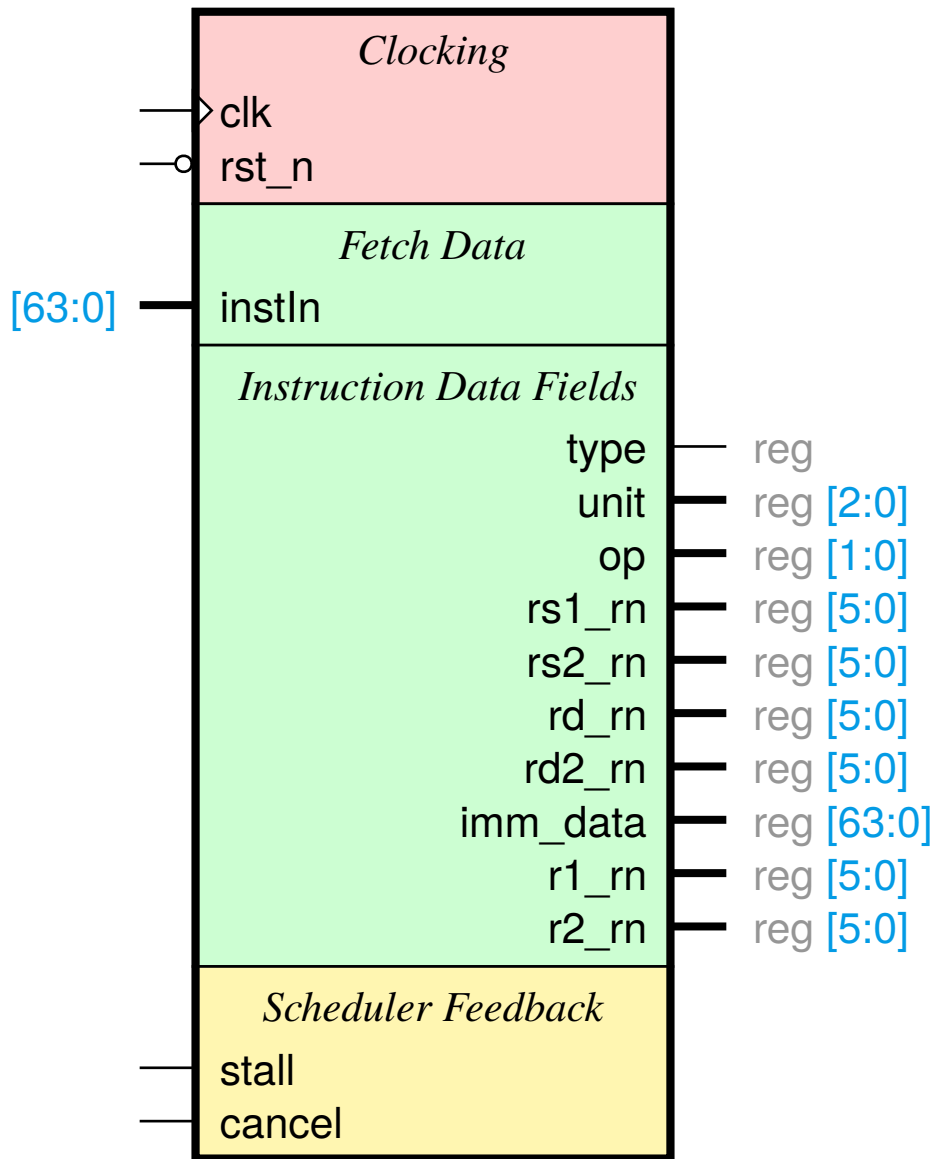 Clocking
clk
rst_n
Fetch Data
[63:0] instIn
Instruction Data Fields
type reg
unit reg [2:0]
op reg [1:0]
rs1_rn reg [5:0]
rs2_rn reg [5:0]
rd_rn reg [5:0]
rd2_rn reg [5:0]
imm_data reg [63:0]
r1_rn reg [5:0]
r2_rn reg [5:0]
Scheduler Feedback
stall
cancel